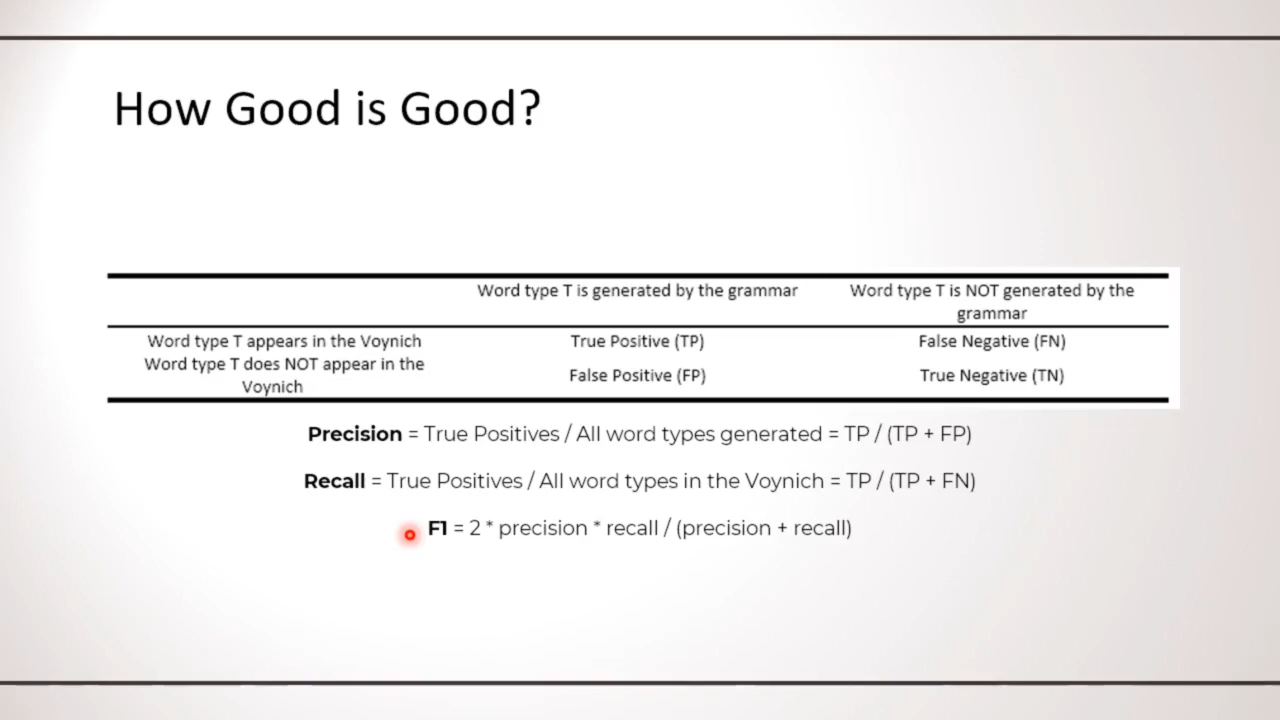 How Good is Good?
Word type T is generated by the grammar
Word type T is NOT generated by the
grammar
Word type T appears in the Voynich
True Positive (TP)
False Negative (FN)
Word type T does NOT appear in the
Voynich
False Positive (FP)
True Negative (TN)
Precision = True Positives / All word types generated = TP / (TP + FP)
Recall = True Positives / All word types in the Voynich = TP / (TP + FN)
F1 = 2 * precision * recall / (precision + recall)